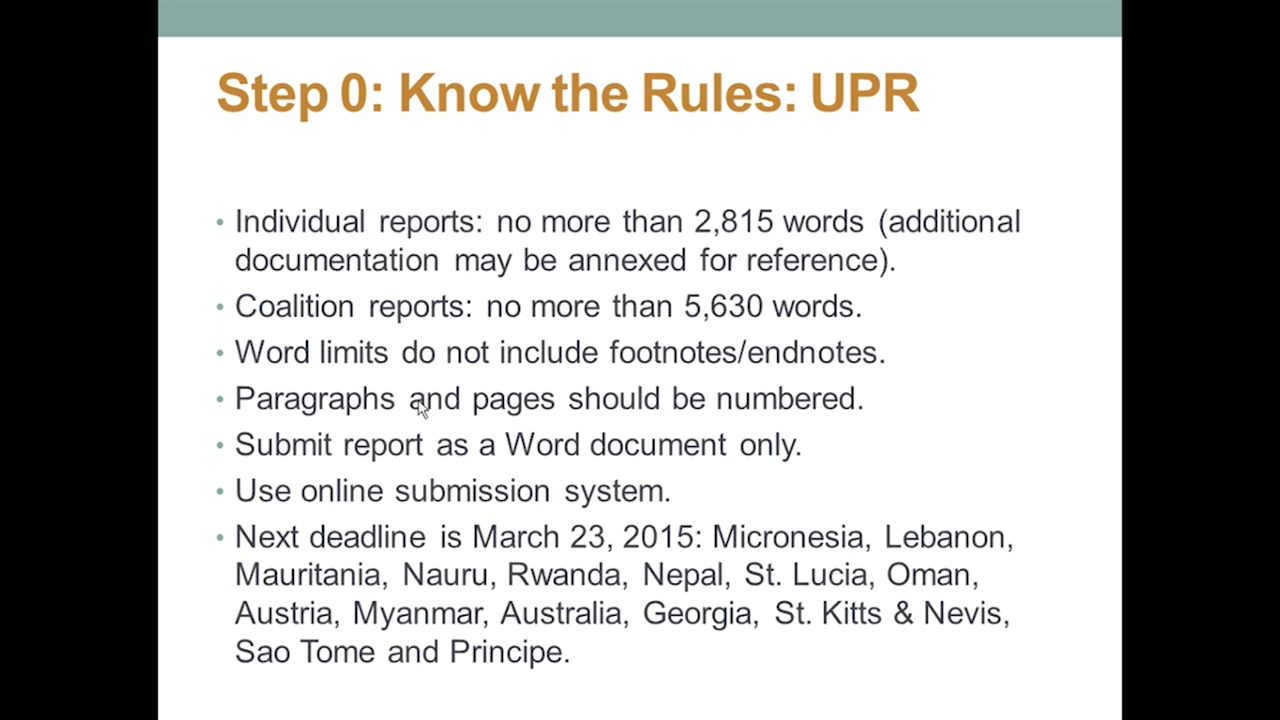 Step 0: Know the Rules: UPR
• Individual reports: no more than 2,815 words (additional
documentation may be annexed for reference).
• Coalition reports: no more than 5,630 words.
• Word limits do not include footnotes/endnotes.
• Paragraphs and pages should be numbered.
• Submit report as a Word document only.
• Use online submission system.
• Next deadline is March 23, 2015: Micronesia, Lebanon,
Mauritania, Nauru, Rwanda, Nepal, St. Lucia, Oman,
Austria, Myanmar, Australia, Georgia, St. Kitts & Nevis,
Sao Tome and Principe.